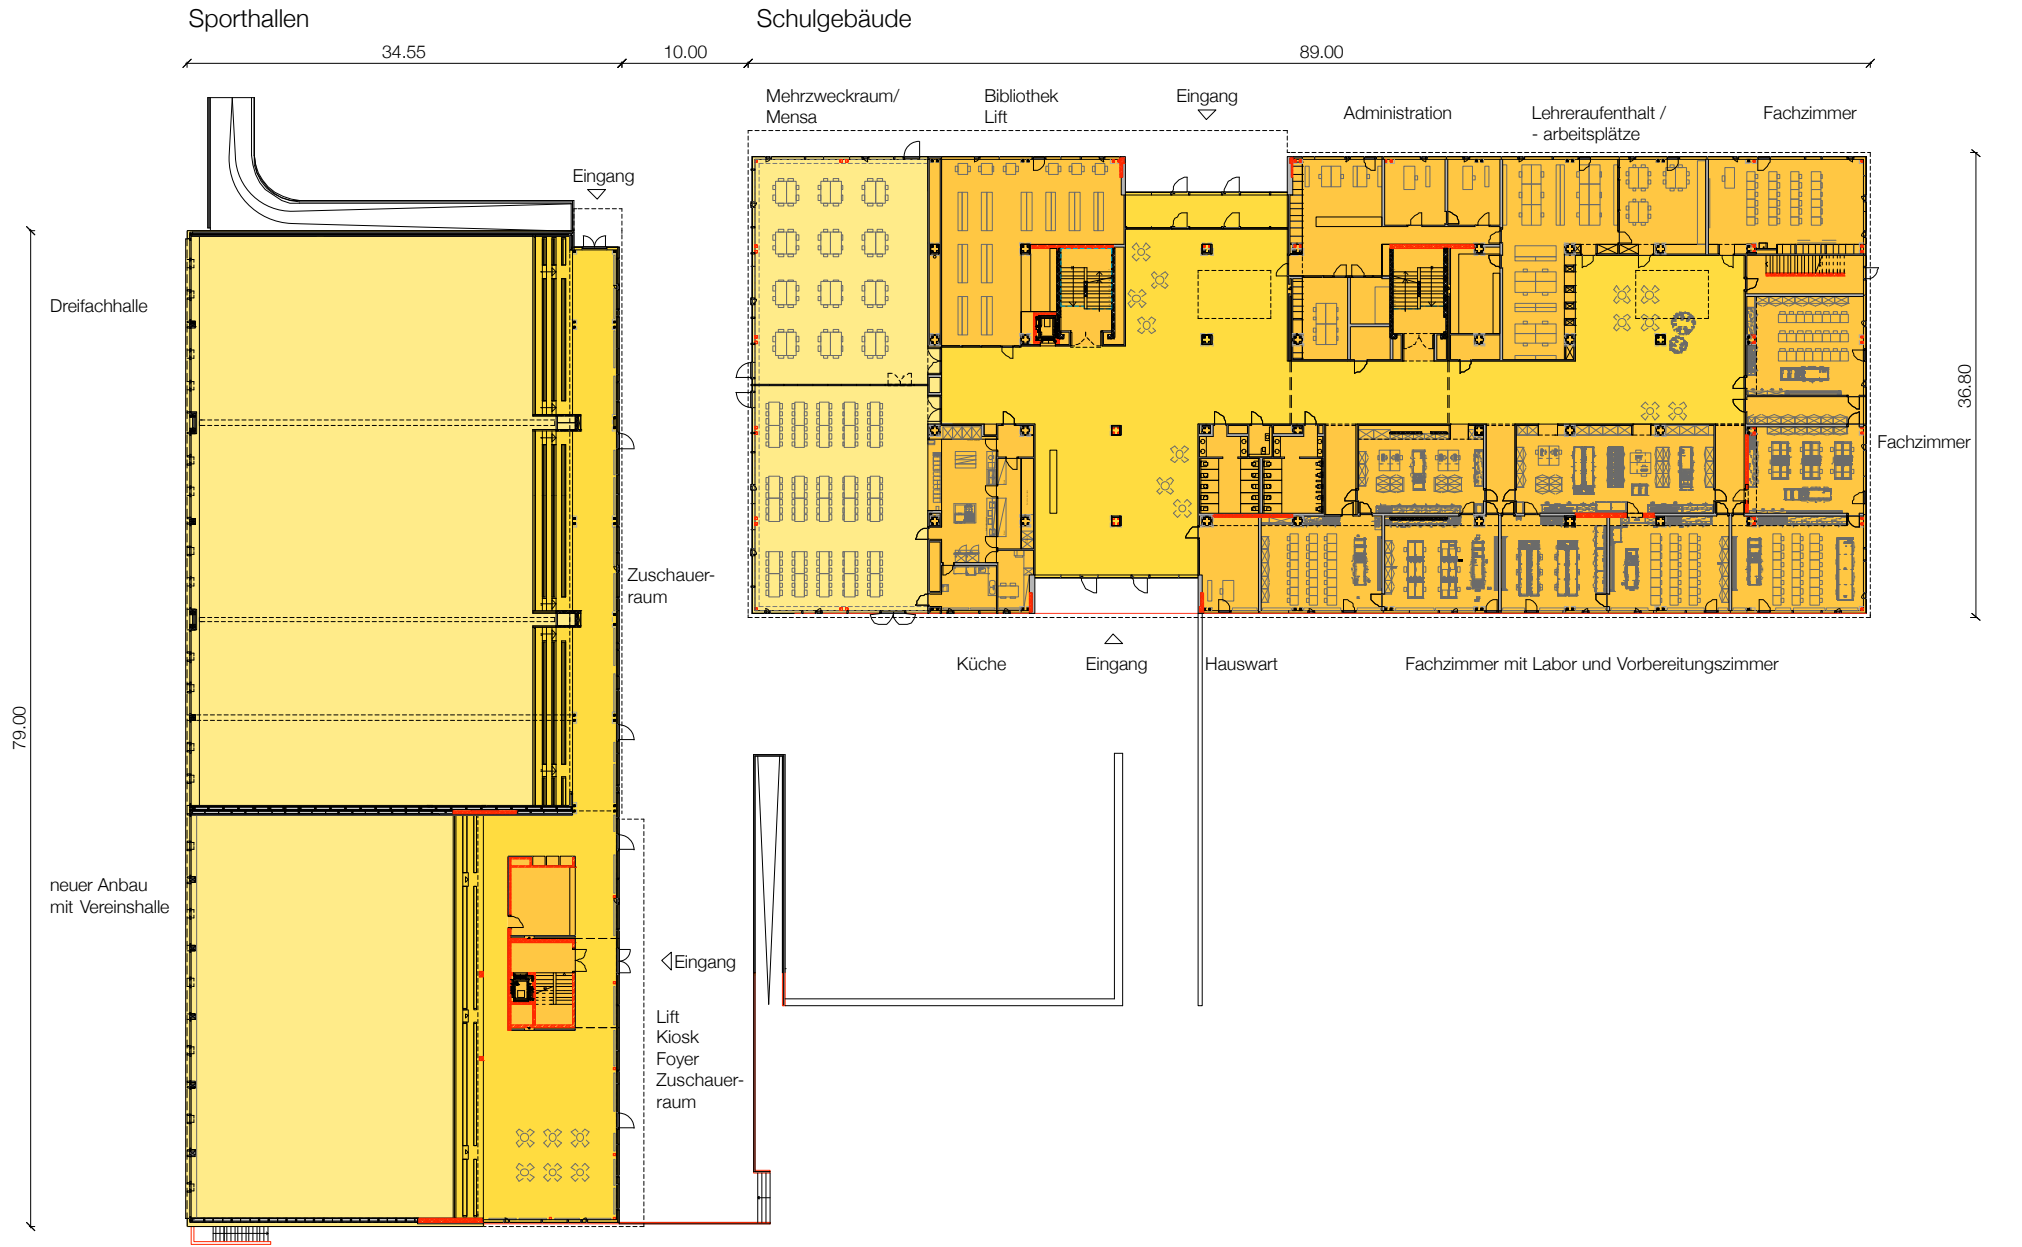 Sporthallen
Schulgebäude
34.55
10.00
89.00
Mehrzweckraum/
Mensa
Bibliothek
Lift
Eingang
Administration
Lehreraufenthalt /
- arbeitsplätze
Fachzimmer
Eingang
Dreifachhalle
36.80
Fachzimmer
Zuschauer-
raum
Küche
Eingang
Hauswart
Fachzimmer mit Labor und Vorbereitungszimmer
79.00
neuer Anbau
mit Vereinshalle
Eingang
Lift
Kiosk
Foyer
Zuschauer-
raum